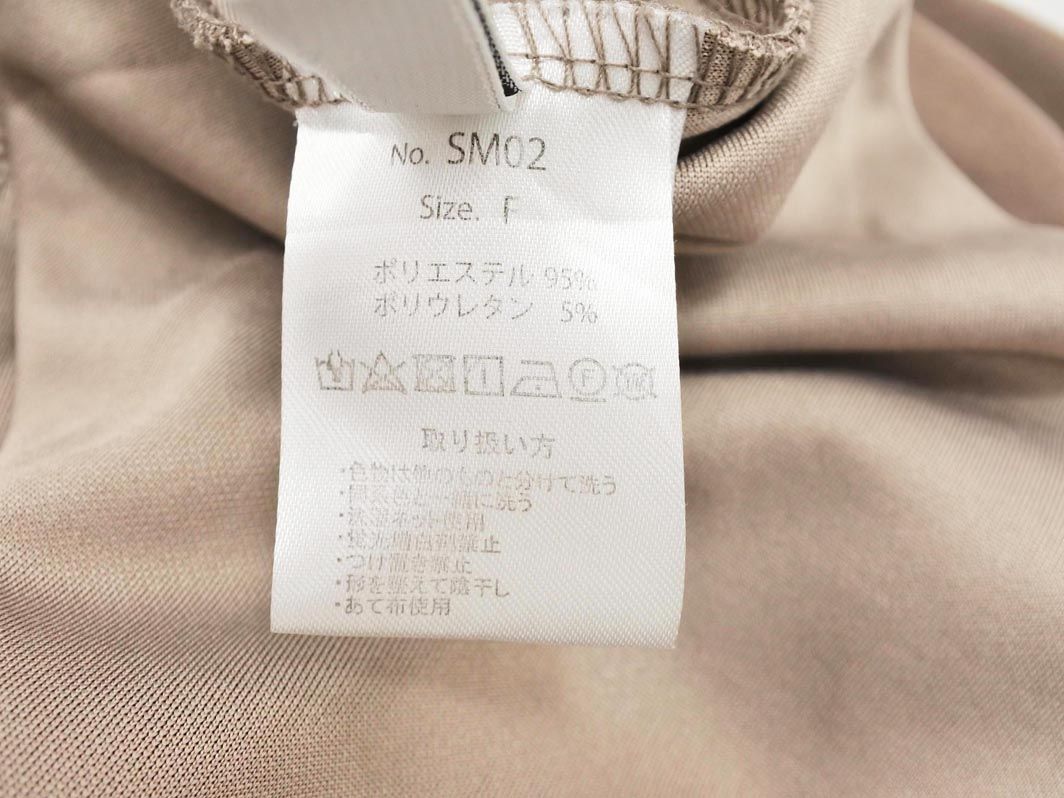 No. SM02
Size. F
ポリエステル 95%
ポリウレタン 5%
F
取り扱い方
・色物は他のものと分けて洗う
・同系色と一緒に洗う
・洗濯ネット使用
・蛍光増白剤禁止
・つけ置き禁止
・形を整えて陰干し
・あて布使用